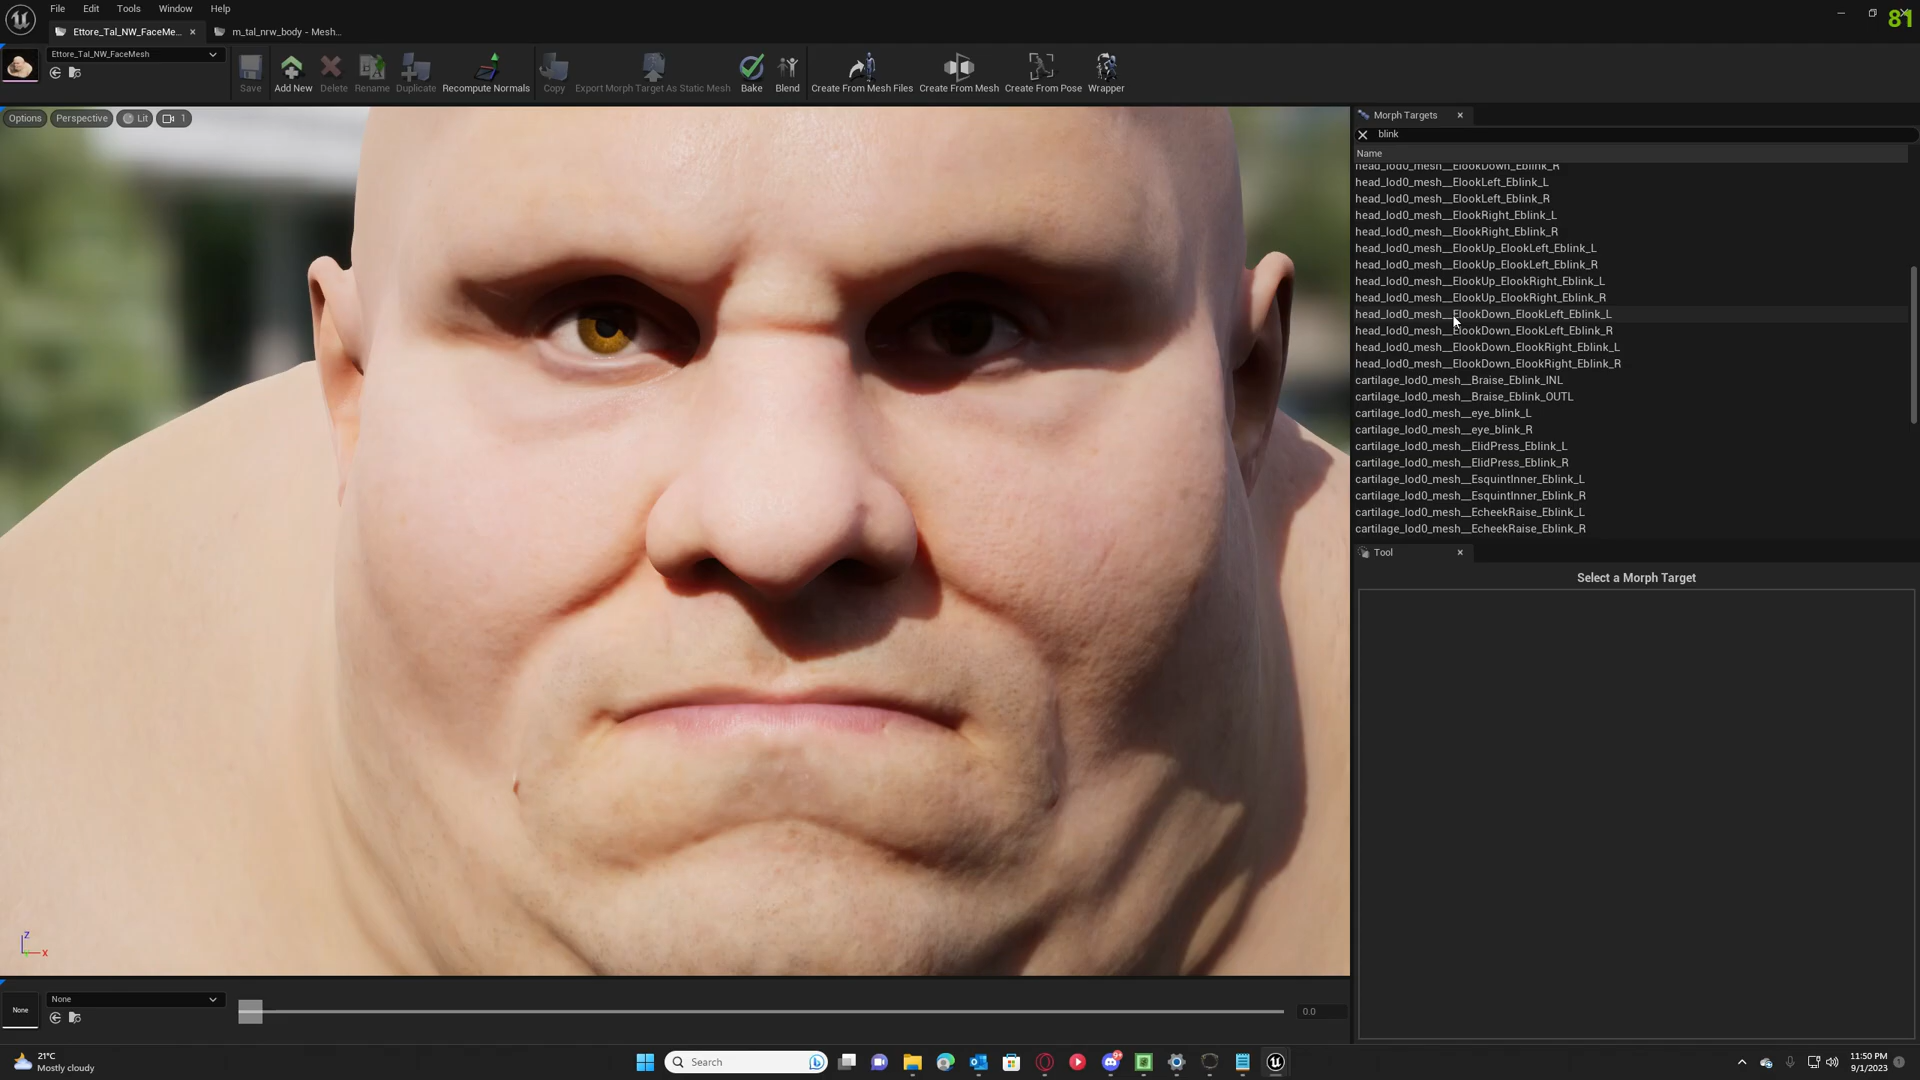 File Edit Tools Window Help
81
Ettore_Tal_NW_FaceMe... m_tal_nrw_body - Mesh...
Ettore_Tal_NW_FaceMesh
Save Add New Delete Rename Duplicate Recompute Normals Copy Export Morph Target As Static Mesh Bake Blend Create From Mesh Files Create From Mesh Create From Pose Wrapper
Options Perspective Lit 1
Morph Targets
blink
Name
head_lod0_mesh__ElookDown_Eblink_R
head_lod0_mesh__ElookLeft_Eblink_L
head_lod0_mesh__ElookLeft_Eblink_R
head_lod0_mesh__ElookRight_Eblink_L
head_lod0_mesh__ElookRight_Eblink_R
head_lod0_mesh__ElookUp_ElookLeft_Eblink_L
head_lod0_mesh__ElookUp_ElookLeft_Eblink_R
head_lod0_mesh__ElookUp_ElookRight_Eblink_L
head_lod0_mesh__ElookUp_ElookRight_Eblink_R
head_lod0_mesh__ElookDown_ElookLeft_Eblink_L
head_lod0_mesh__ElookDown_ElookLeft_Eblink_R
head_lod0_mesh__ElookDown_ElookRight_Eblink_L
head_lod0_mesh__ElookDown_ElookRight_Eblink_R
cartilage_lod0_mesh__Braise_Eblink_INL
cartilage_lod0_mesh__Braise_Eblink_OUTL
cartilage_lod0_mesh__eye_blink_L
cartilage_lod0_mesh__eye_blink_R
cartilage_lod0_mesh__ElidPress_Eblink_L
cartilage_lod0_mesh__ElidPress_Eblink_R
cartilage_lod0_mesh__EsquintInner_Eblink_L
cartilage_lod0_mesh__EsquintInner_Eblink_R
cartilage_lod0_mesh__EcheekRaise_Eblink_L
cartilage_lod0_mesh__EcheekRaise_Eblink_R
Tool
Select a Morph Target
Z
X
None
None
0.0
21°C
Mostly cloudy
Search
11:50 PM
9/1/2023